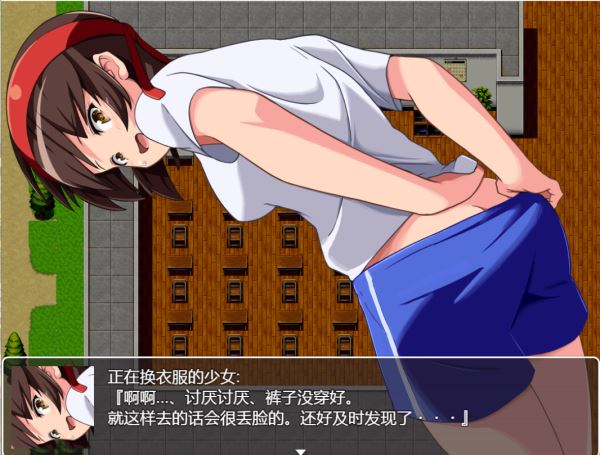 正在换衣服的少女:
『啊啊...、讨厌讨厌、裤子没穿好。
就这样去的话会很丢脸的。还好及时发现了・・・』